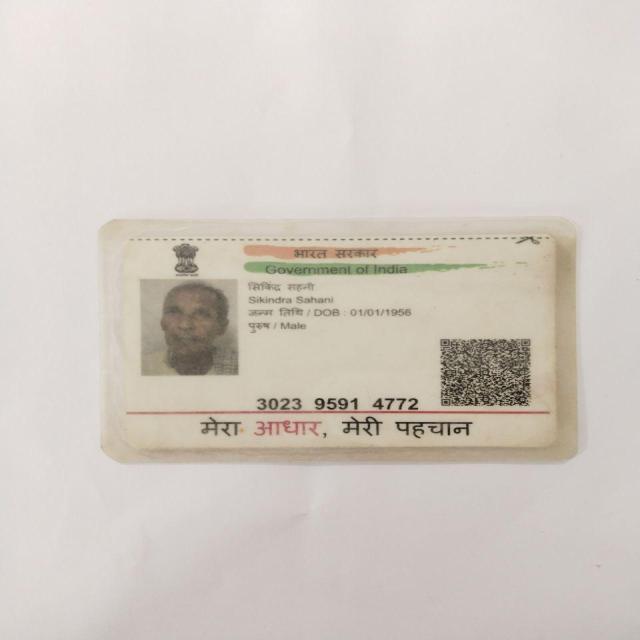 भारत सरकार
Government of India
सिकिंद्र सहनी
Sikindra Sahani
जन्म तिथि / DOB : 01/01/1956
पुरुष / Male
3023 9591 4772
मेरा आधार, मेरी पहचान